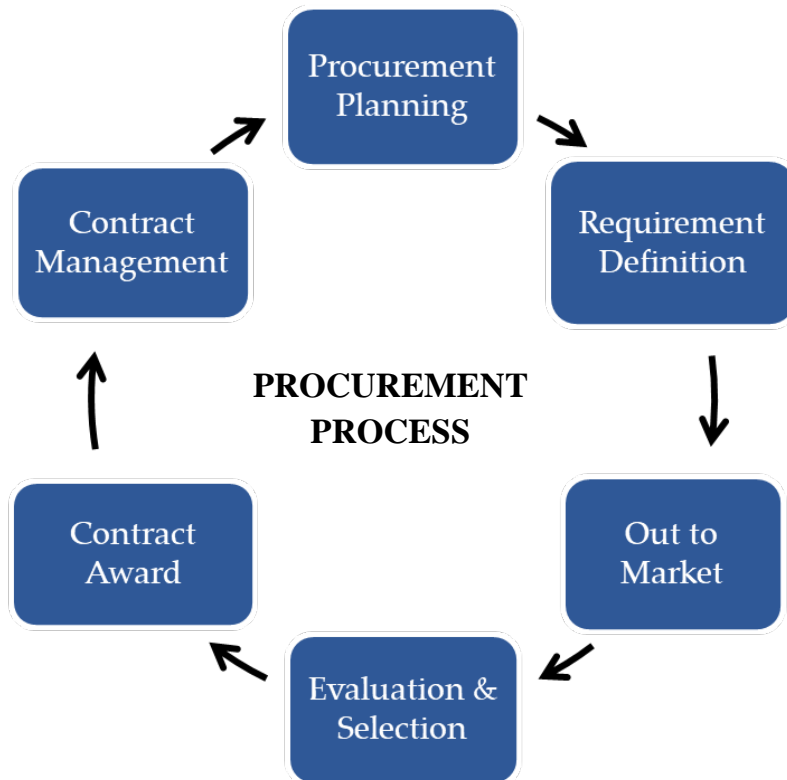 Procurement
Planning
Requirement
Definition
Out to
Market
Evaluation &
Selection
Contract
Award
Contract
Management
PROCUREMENT
PROCESS